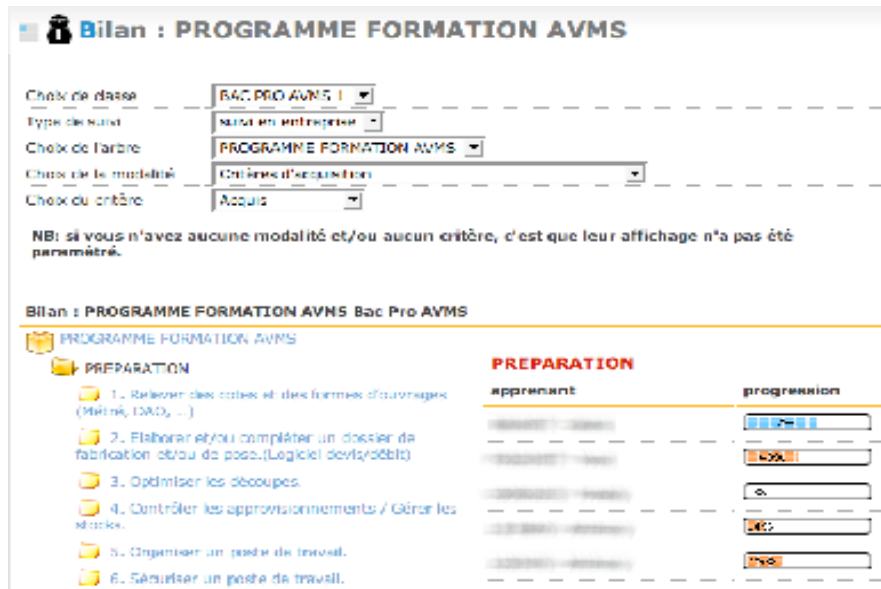 Bilan : PROGRAMME FORMATION AVMS
Choix de classe BAC PRO AVMS 1
Type de suivi suivi en entreprise
Choix de l'arbre PROGRAMME FORMATION AVMS
Choix de la modalité Critères d'acquisition
Choix du critère Acquis
NB: si vous n'avez aucune modalité et/ou aucun critère, c'est que leur affichage n'a pas été
paramétré.
Bilan : PROGRAMME FORMATION AVMS Bac Pro AVMS
PROGRAMME FORMATION AVMS
PREPARATION
1. Relever des cotes et des formes d'ouvrages
(Métré, DAO, ...)
2. Elaborer et/ou compléter un dossier de
fabrication et/ou de pose.(Logiciel devis/débit)
3. Optimiser les découpes.
4. Contrôler les approvisionnements / Gérer les
stocks.
5. Organiser un poste de travail.
6. Sécuriser un poste de travail.
PREPARATION
apprenant progression